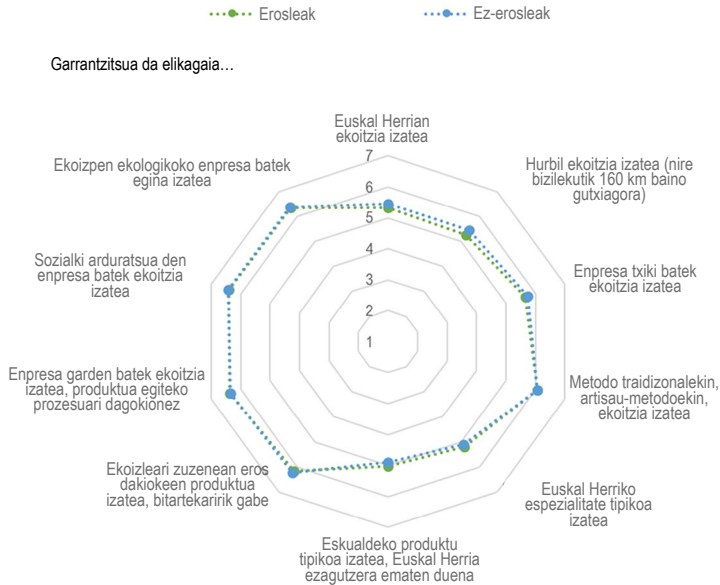 Erosleak
Ez-erosleak
Garrantzitsua da elikagaia…
Euskal Herrian
ekoitzia izatea
Hurbil ekoitzia izatea (nire
bizilekutik 160 km baino
gutxiagora)
Enpresa txiki batek
ekoitzia izatea
Metodo traidizonalekin,
artisau-metodoekin,
ekoitzia izatea
Euskal Herriko
espezialitate tipikoa
izatea
Eskualdeko produktu
tipikoa izatea, Euskal Herria
ezagutzera ematen duena
Ekoizleari zuzenean eros
dakiokeen produktua
izatea, bitartekaririk gabe
Enpresa garden batek ekoitzia
izatea, produktua egiteko
prozesuari dagokionez
Sozialki arduratsua den
enpresa batek ekoitzia
izatea
Ekoizpen ekologikoko enpresa batek
egina izatea
7
6
5
4
3
2
1